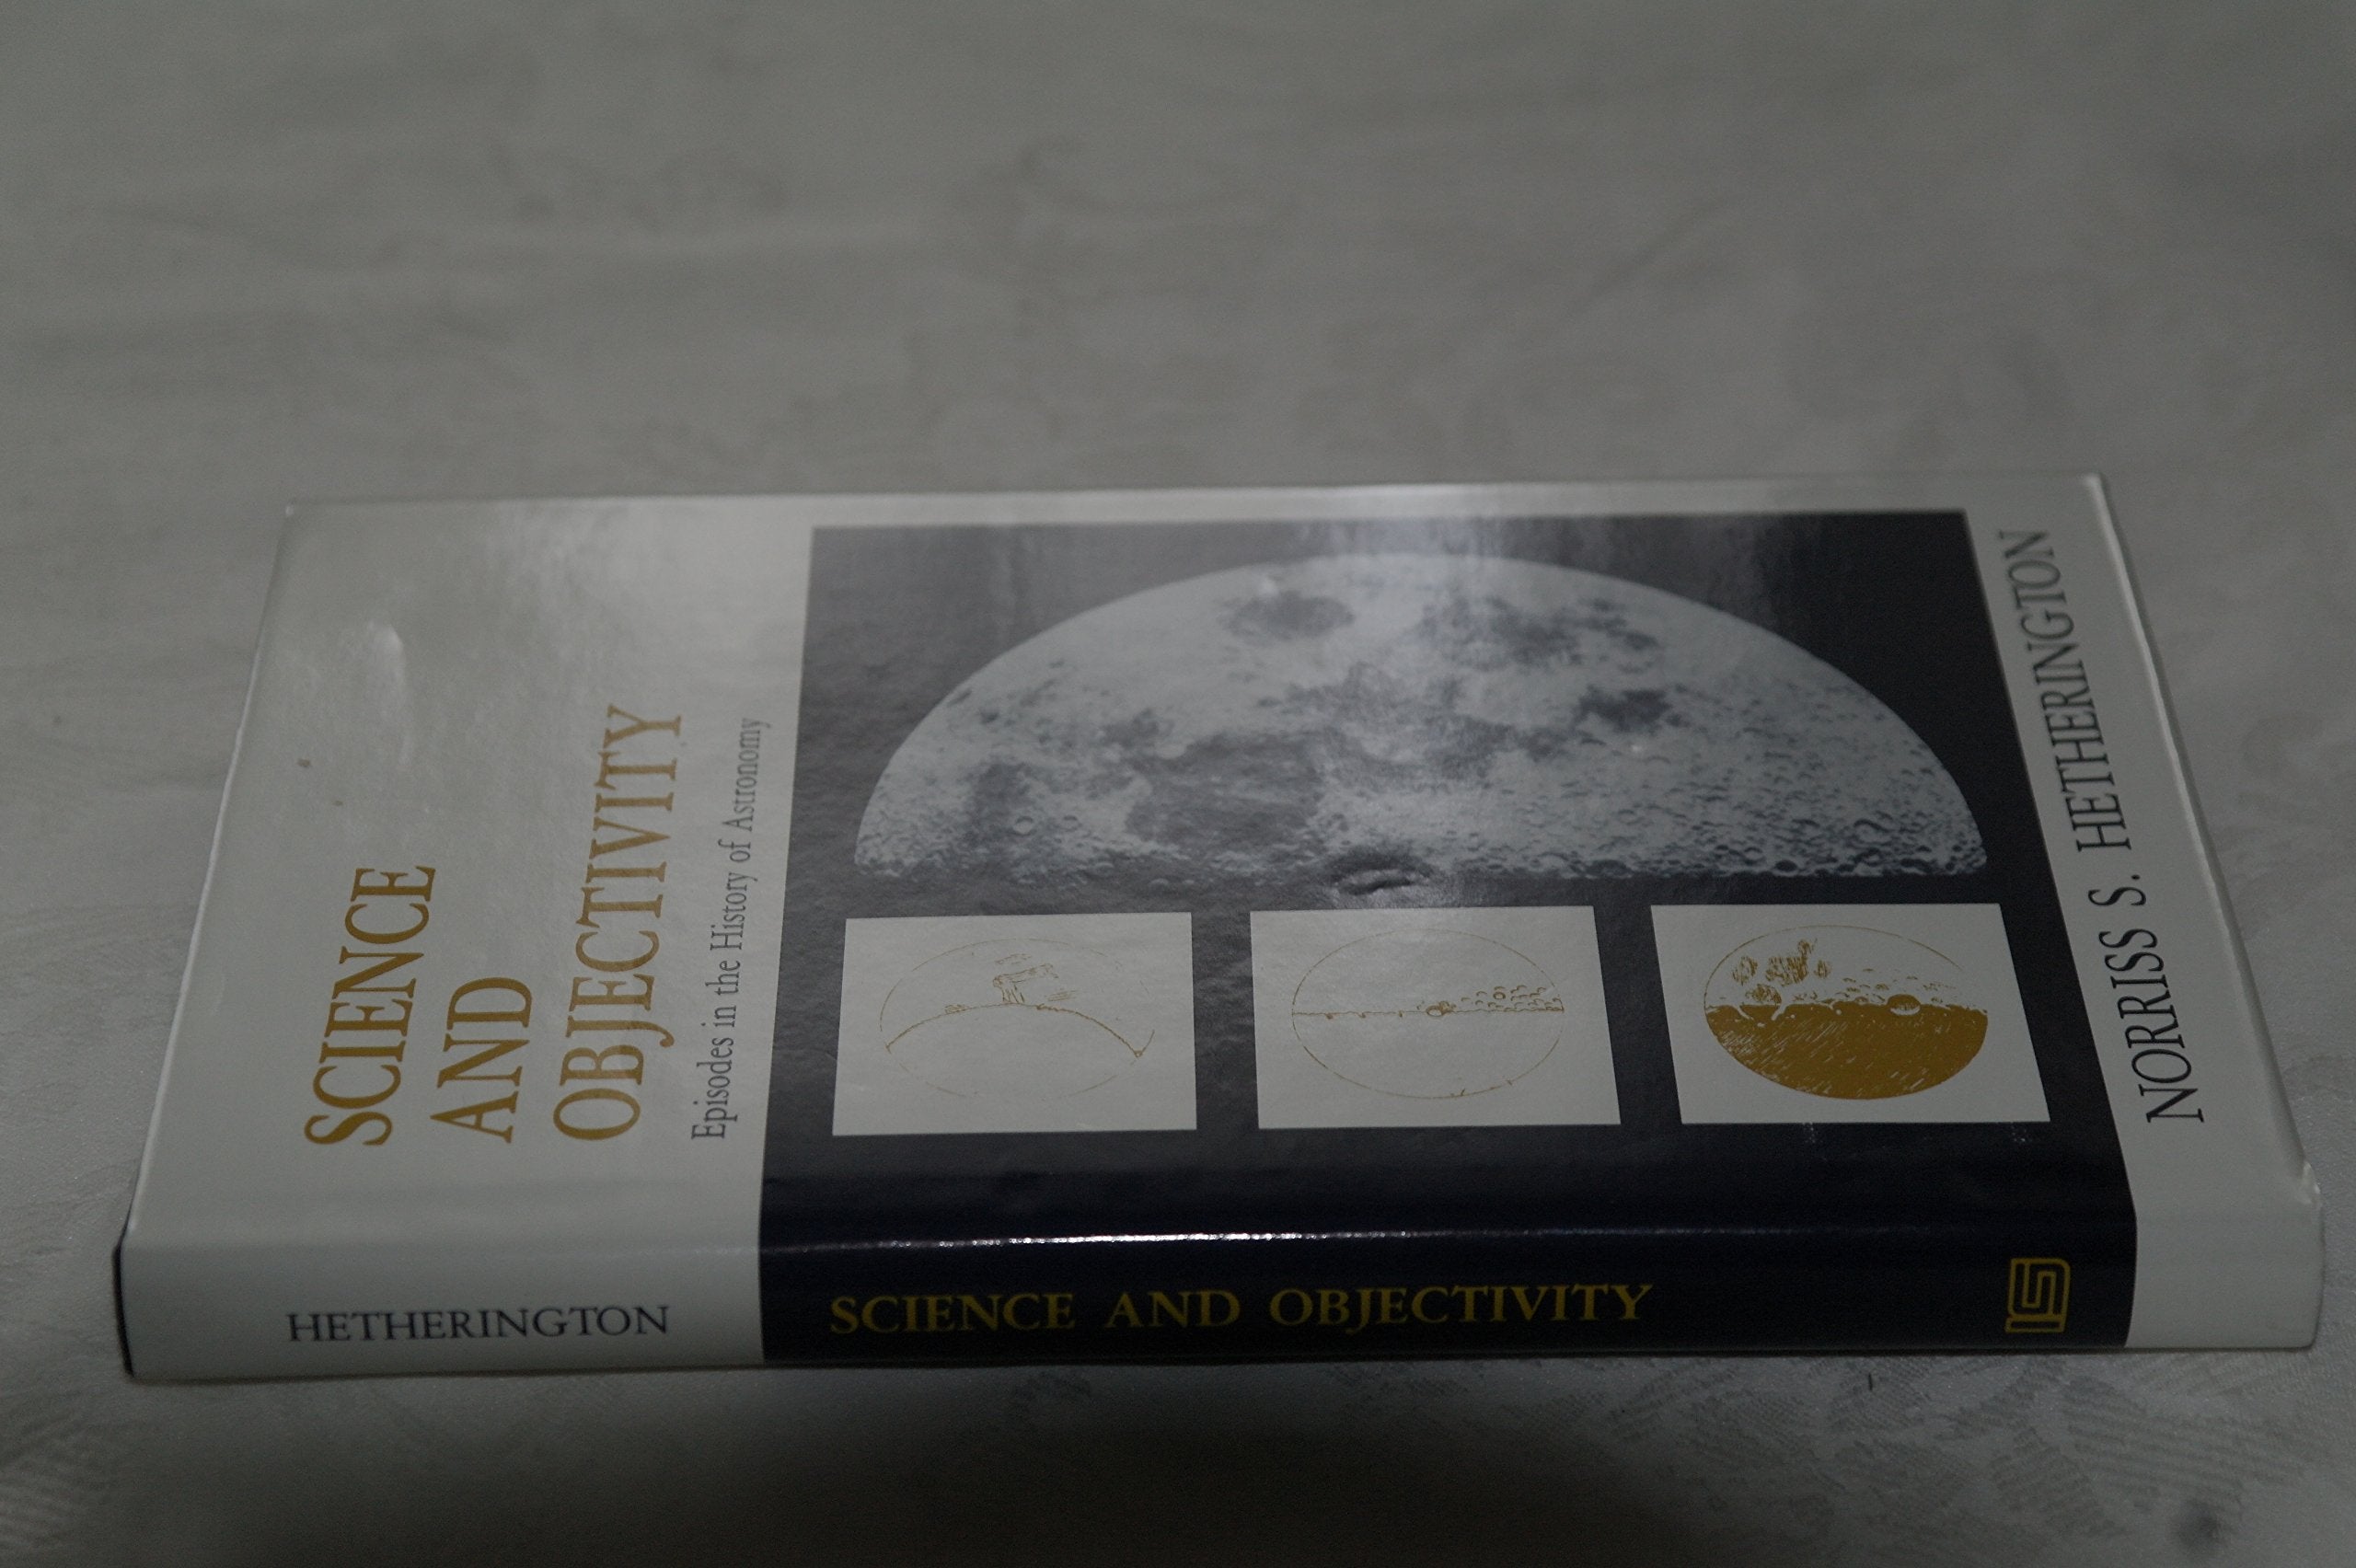 SCIENCE
AND
OBJECTIVITY
Episodes in the History of Astronomy
NORRISS S. HETHERINGTON
HETHERINGTON
SCIENCE AND OBJECTIVITY